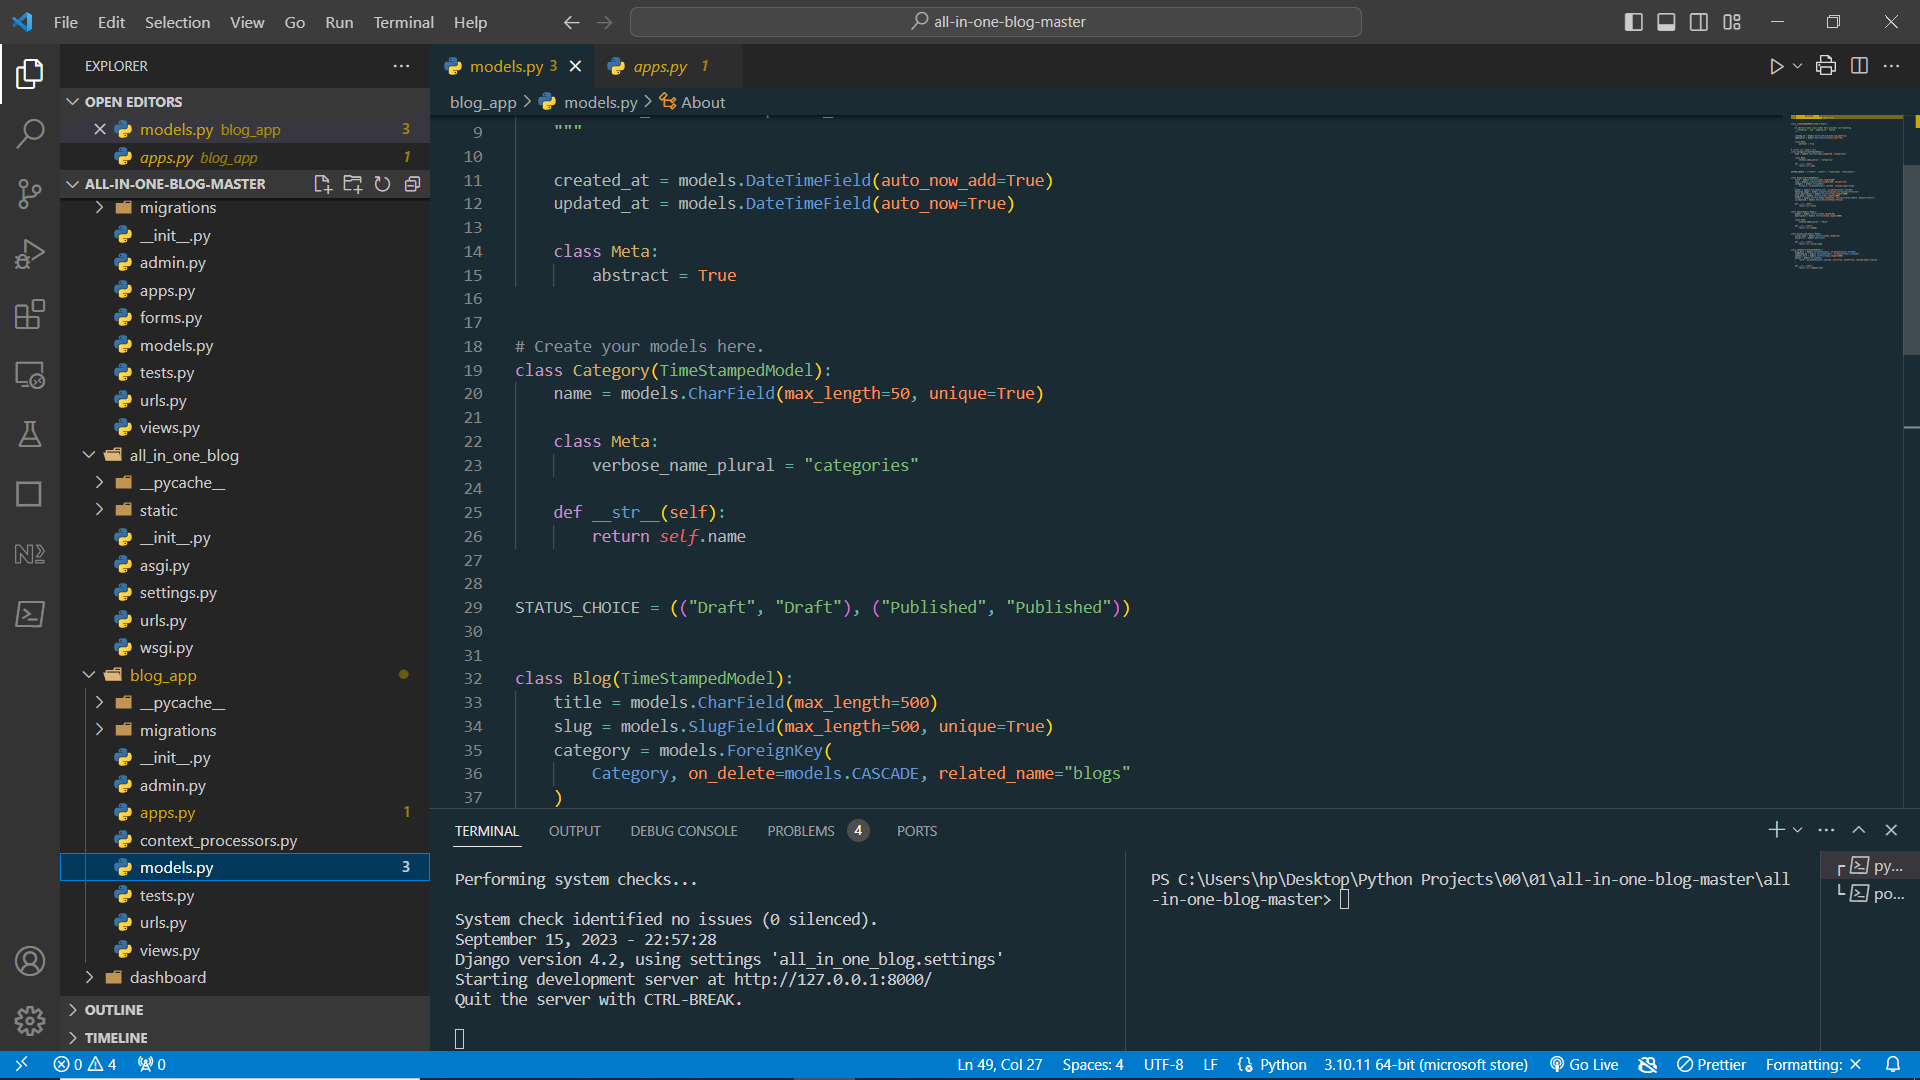 File Edit Selection View Go Run Terminal Help
all-in-one-blog-master
EXPLORER
OPEN EDITORS
models.py blog_app 3
apps.py blog_app 1
ALL-IN-ONE-BLOG-MASTER
migrations
__init__.py
admin.py
apps.py
forms.py
models.py
tests.py
urls.py
views.py
all_in_one_blog
__pycache__
static
__init__.py
asgi.py
settings.py
urls.py
wsgi.py
blog_app
__pycache__
migrations
__init__.py
admin.py
apps.py 1
context_processors.py
models.py 3
tests.py
urls.py
views.py
dashboard
OUTLINE
TIMELINE
models.py 3
apps.py 1
blog_app > models.py > About
9 """
10
11 created_at = models.DateTimeField(auto_now_add=True)
12 updated_at = models.DateTimeField(auto_now=True)
13
14 class Meta:
15 abstract = True
16
17
18 # Create your models here.
19 class Category(TimeStampedModel):
20 name = models.CharField(max_length=50, unique=True)
21
22 class Meta:
23 verbose_name_plural = "categories"
24
25 def __str__(self):
26 return self.name
27
28
29 STATUS_CHOICE = (("Draft", "Draft"), ("Published", "Published"))
30
31
32 class Blog(TimeStampedModel):
33 title = models.CharField(max_length=500)
34 slug = models.SlugField(max_length=500, unique=True)
35 category = models.ForeignKey(
36 Category, on_delete=models.CASCADE, related_name="blogs"
37 )
TERMINAL OUTPUT DEBUG CONSOLE PROBLEMS 4 PORTS
Performing system checks...
System check identified no issues (0 silenced).
September 15, 2023 - 22:57:28
Django version 4.2, using settings 'all_in_one_blog.settings'
Starting development server at http://127.0.0.1:8000/
Quit the server with CTRL-BREAK.
PS C:\Users\hp\Desktop\Python Projects\00\01\all-in-one-blog-master\all
-in-one-blog-master>
py...
po...
0 4 0
Ln 49, Col 27 Spaces: 4 UTF-8 LF Python 3.10.11 64-bit (microsoft store) Go Live Prettier Formatting: